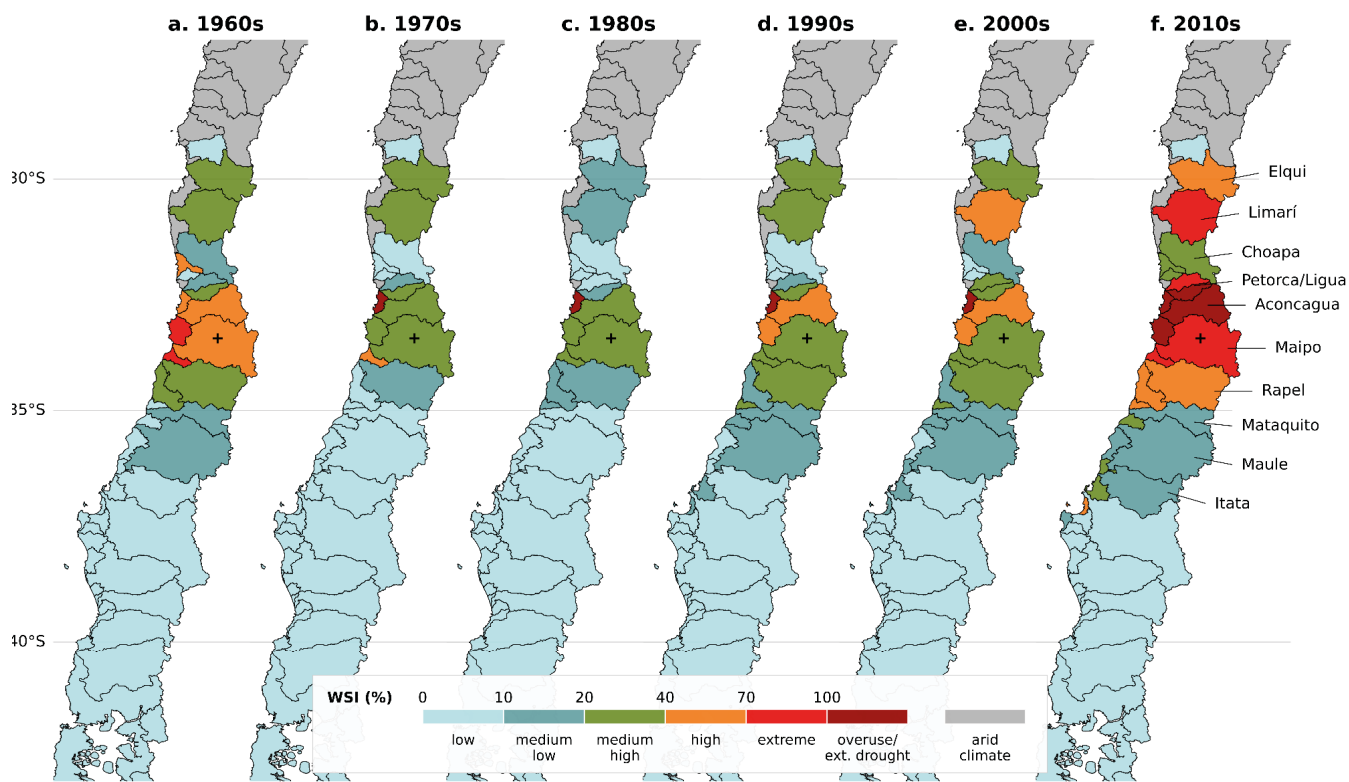 a. 1960s b. 1970s c. 1980s d. 1990s e. 2000s f. 2010s
30°S
Elqui
Limarí
Choapa
Petorca/Ligua
Aconcagua
Maipo
Rapel
35°S
Mataquito
Maule
Itata
40°S
WSI (%) 0 10 20 40 70 100
low medium low medium high high extreme overuse/ ext. drought arid climate